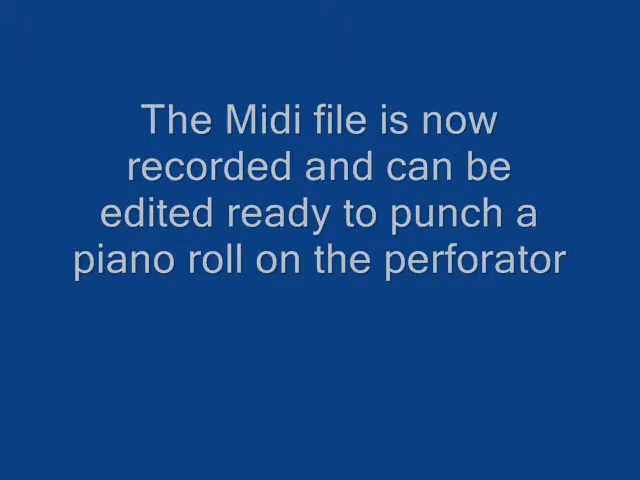 The Midi file is now
recorded and can be
edited ready to punch a
piano roll on the perforator